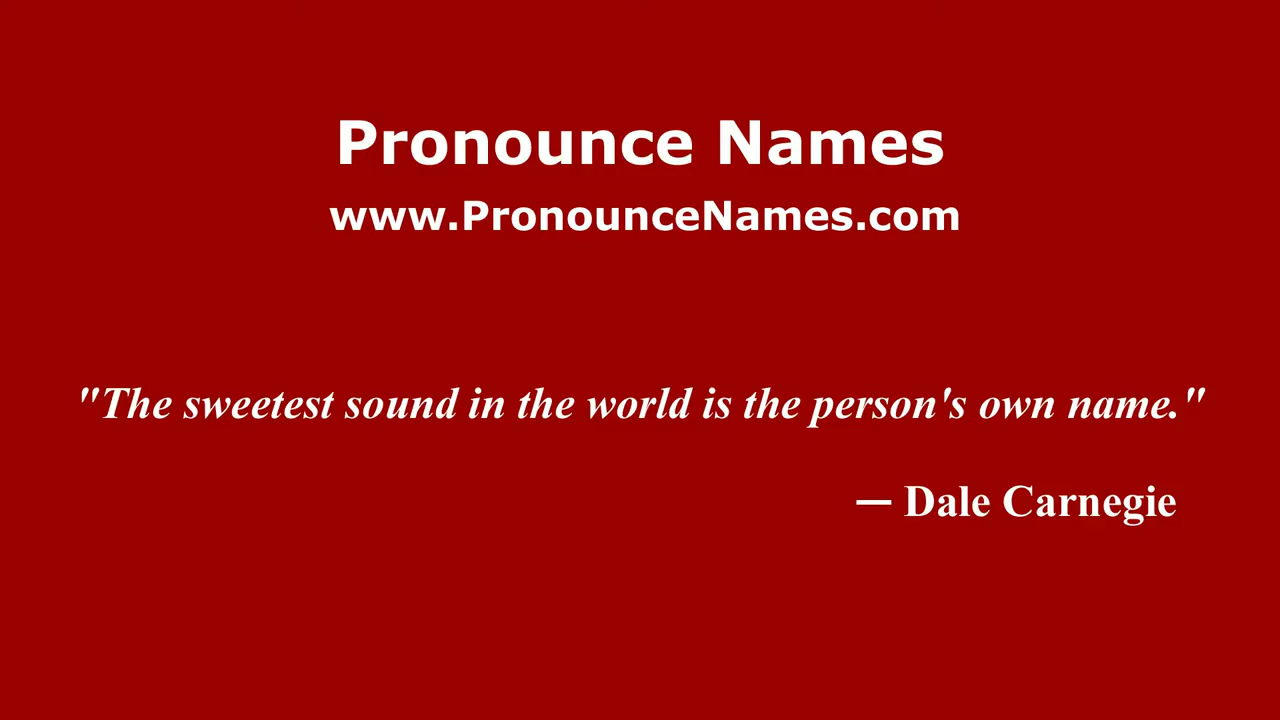 Pronounce Names
www.PronounceNames.com
"The sweetest sound in the world is the person's own name."
— Dale Carnegie